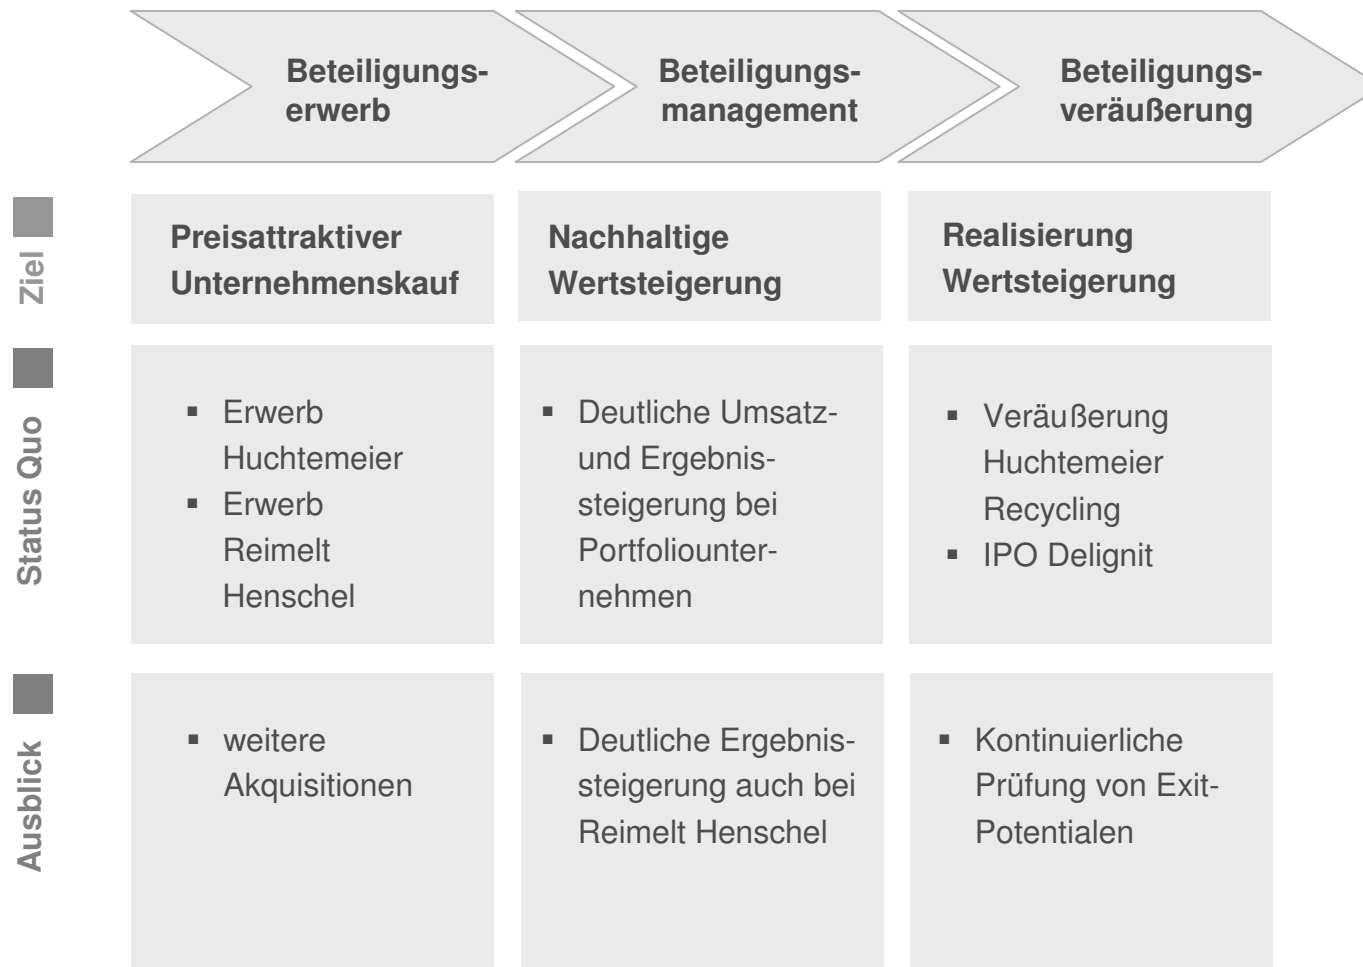 Beteiligungs-
erwerb
Beteiligungs-
management
Beteiligungs-
veräußerung
Ziel
Preisattraktiver
Unternehmenskauf
Nachhaltige
Wertsteigerung
Realisierung
Wertsteigerung
Status Quo
▪ Erwerb
Huchtemeier
▪ Erwerb
Reimelt
Henschel
▪ Deutliche Umsatz-
und Ergebnis-
steigerung bei
Portfoliounter-
nehmen
▪ Veräußerung
Huchtemeier
Recycling
▪ IPO Delignit
Ausblick
▪ weitere
Akquisitionen
▪ Deutliche Ergebnis-
steigerung auch bei
Reimelt Henschel
▪ Kontinuierliche
Prüfung von Exit-
Potentialen